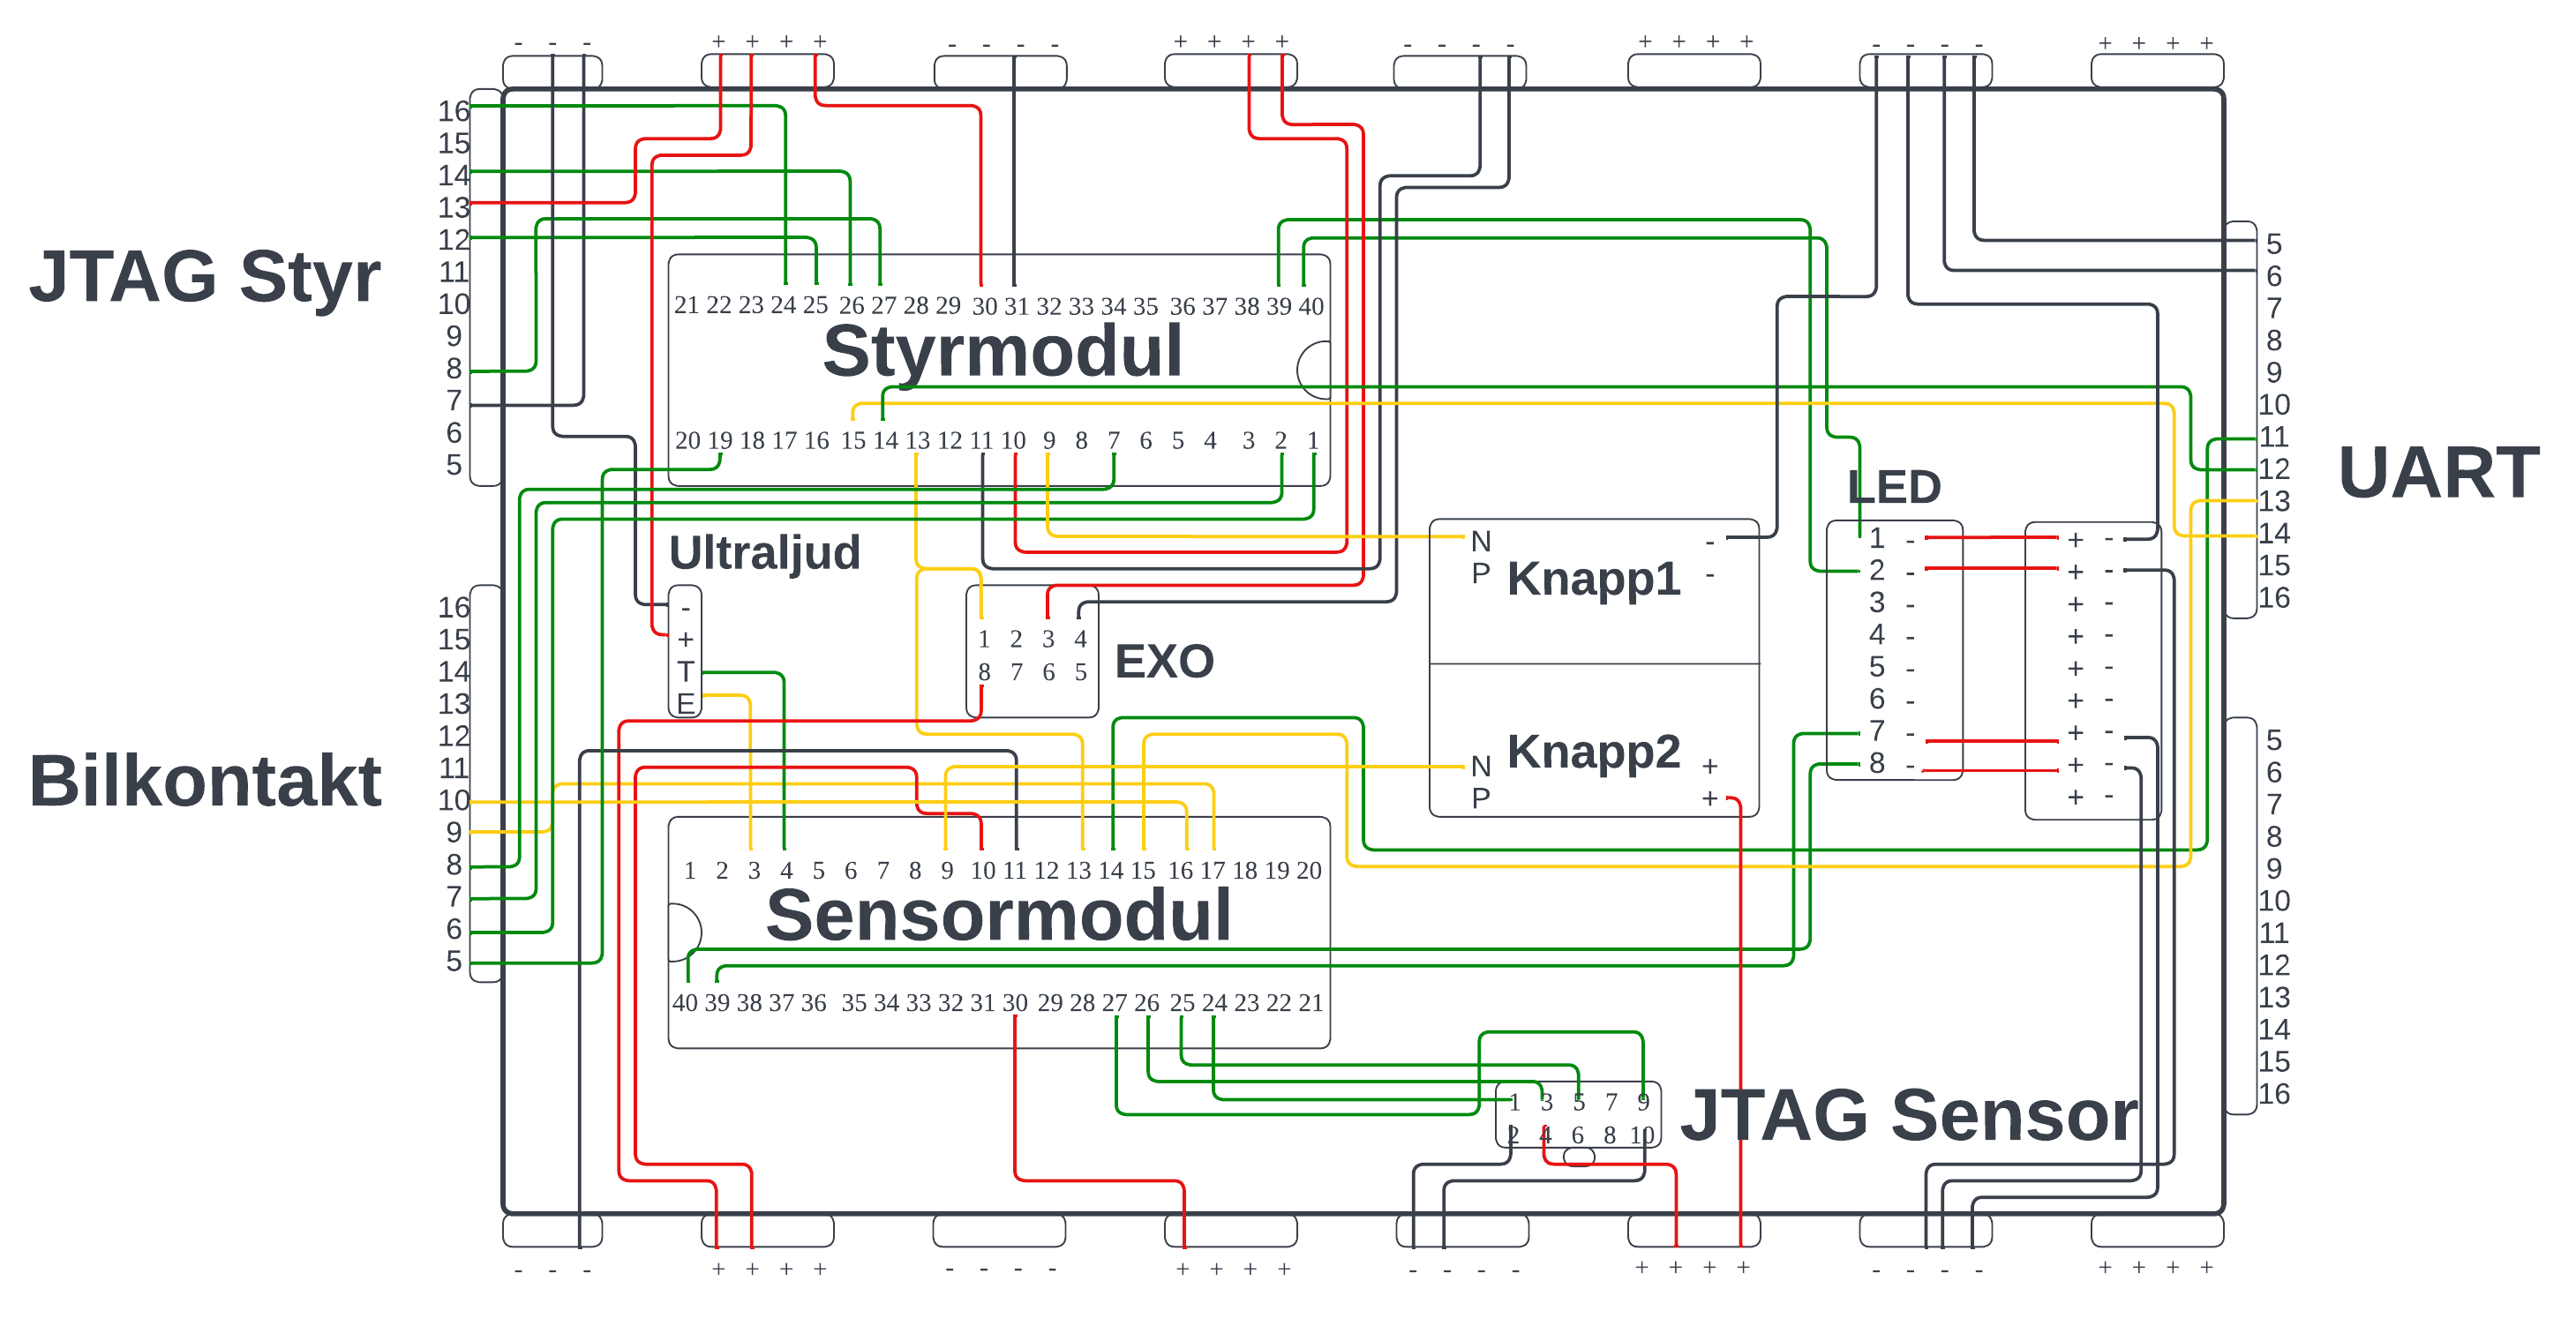 - - - + + + + - - - - + + + + - - - - + + + + - - - - + + + +
16
15
14
13
12
11
10
9
8
7
6
5
JTAG Styr
21 22 23 24 25 26 27 28 29 30 31 32 33 34 35 36 37 38 39 40
Styrmodul
20 19 18 17 16 15 14 13 12 11 10 9 8 7 6 5 4 3 2 1
5
6
7
8
9
10
11
12
13
14
15
16
UART
Ultraljud
-
+
T
E
1 2 3 4
8 7 6 5
EXO
N -
P -
Knapp1
Knapp2
N +
P +
LED
1 -
2 -
3 -
4 -
5 -
6 -
7 -
8 -
+ -
+ -
+ -
+ -
+ -
+ -
+ -
+ -
+ -
16
15
14
13
12
11
10
9
8
7
6
5
Bilkontakt
1 2 3 4 5 6 7 8 9 10 11 12 13 14 15 16 17 18 19 20
Sensormodul
40 39 38 37 36 35 34 33 32 31 30 29 28 27 26 25 24 23 22 21
5
6
7
8
9
10
11
12
13
14
15
16
1 3 5 7 9
2 4 6 8 10
JTAG Sensor
- - - + + + + - - - - + + + + - - - - + + + + - - - - + + + +